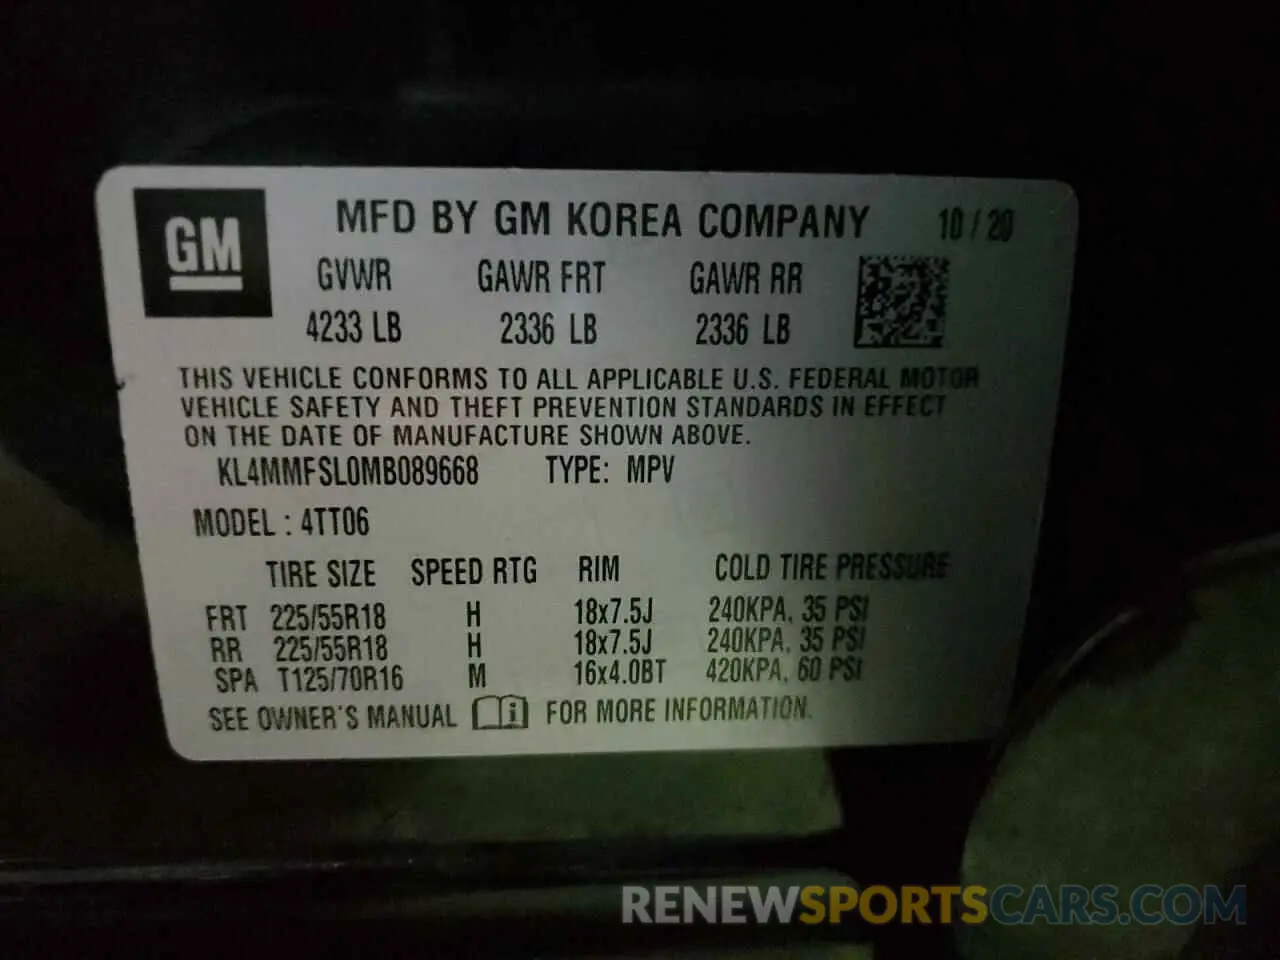 GM
MFD BY GM KOREA COMPANY 10 / 20
GVWR GAWR FRT GAWR RR
4233 LB 2336 LB 2336 LB
THIS VEHICLE CONFORMS TO ALL APPLICABLE U.S. FEDERAL MOTOR
VEHICLE SAFETY AND THEFT PREVENTION STANDARDS IN EFFECT
ON THE DATE OF MANUFACTURE SHOWN ABOVE.
KL4MMFSL0MB089668 TYPE: MPV
MODEL : 4TT06
TIRE SIZE SPEED RTG RIM COLD TIRE PRESSURE
FRT 225/55R18 H 18x7.5J 240KPA, 35 PSI
RR 225/55R18 H 18x7.5J 240KPA, 35 PSI
SPA T125/70R16 M 16x4.0BT 420KPA, 60 PSI
SEE OWNER'S MANUAL i FOR MORE INFORMATION.
RENEWSPORTSCARS.COM